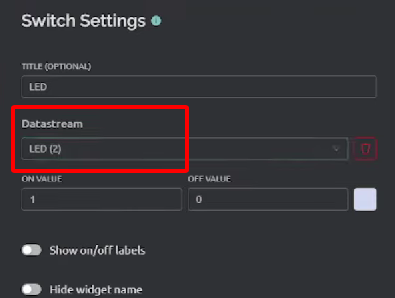 Switch Settings
TITLE (OPTIONAL)
LED
Datastream
LED (2)
ON VALUE OFF VALUE
1 0
Show on/off labels
Hide widget name